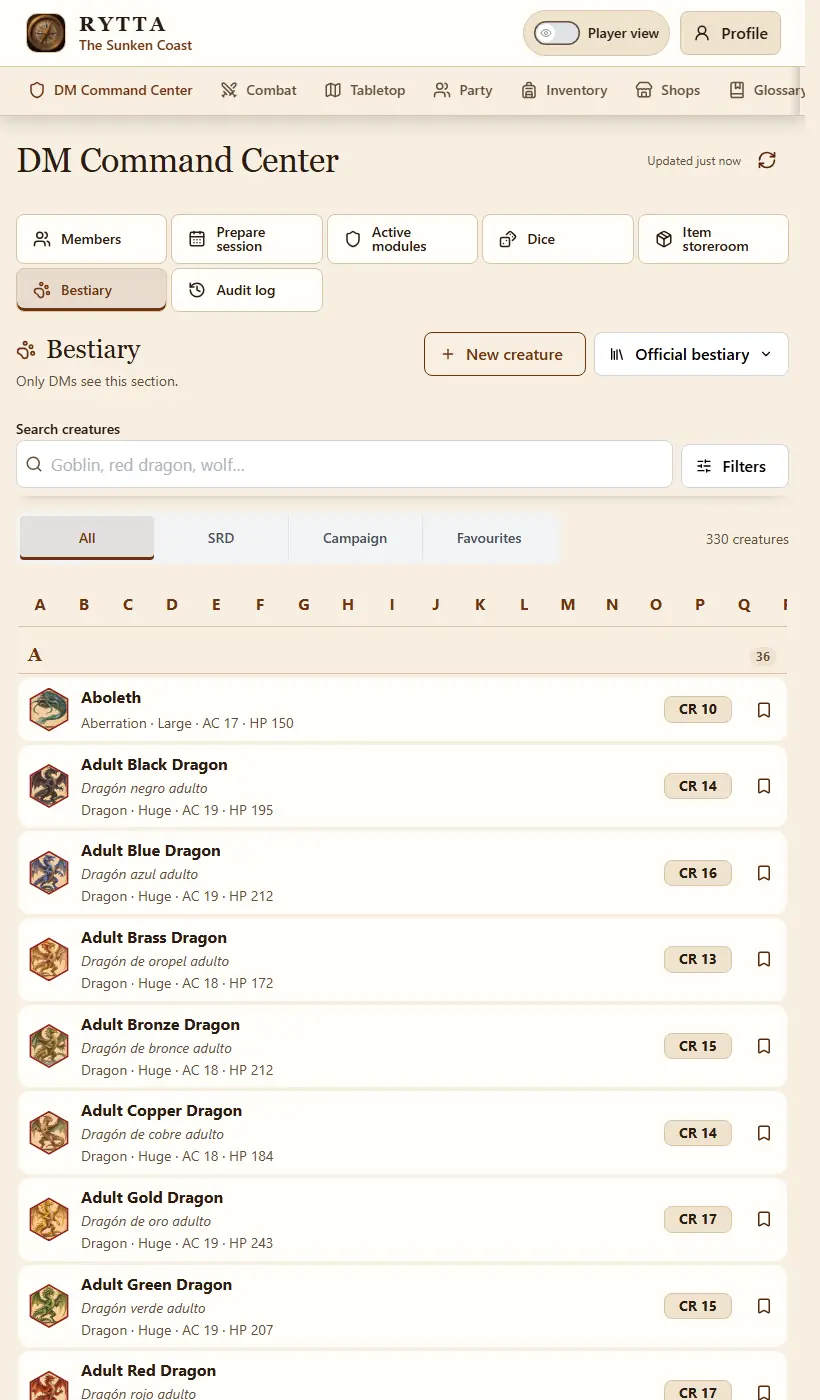 RYTTA
The Sunken Coast
Player view
Profile
DM Command Center
Combat
Tabletop
Party
Inventory
Shops
Glossary
DM Command Center
Updated just now
Members
Prepare session
Active modules
Dice
Item storeroom
Bestiary
Audit log
Bestiary
New creature
Official bestiary
Only DMs see this section.
Search creatures
Goblin, red dragon, wolf...
Filters
All
SRD
Campaign
Favourites
330 creatures
A B C D E F G H I J K L M N O P Q
A
36
Aboleth
Aberration · Large · AC 17 · HP 150
CR 10
Adult Black Dragon
Dragón negro adulto
Dragon · Huge · AC 19 · HP 195
CR 14
Adult Blue Dragon
Dragón azul adulto
Dragon · Huge · AC 19 · HP 212
CR 16
Adult Brass Dragon
Dragón de oropel adulto
Dragon · Huge · AC 18 · HP 172
CR 13
Adult Bronze Dragon
Dragón de bronce adulto
Dragon · Huge · AC 18 · HP 212
CR 15
Adult Copper Dragon
Dragón de cobre adulto
Dragon · Huge · AC 18 · HP 184
CR 14
Adult Gold Dragon
Dragón de oro adulto
Dragon · Huge · AC 19 · HP 243
CR 17
Adult Green Dragon
Dragón verde adulto
Dragon · Huge · AC 19 · HP 207
CR 15
Adult Red Dragon
Dragón rojo adulto
CR 17